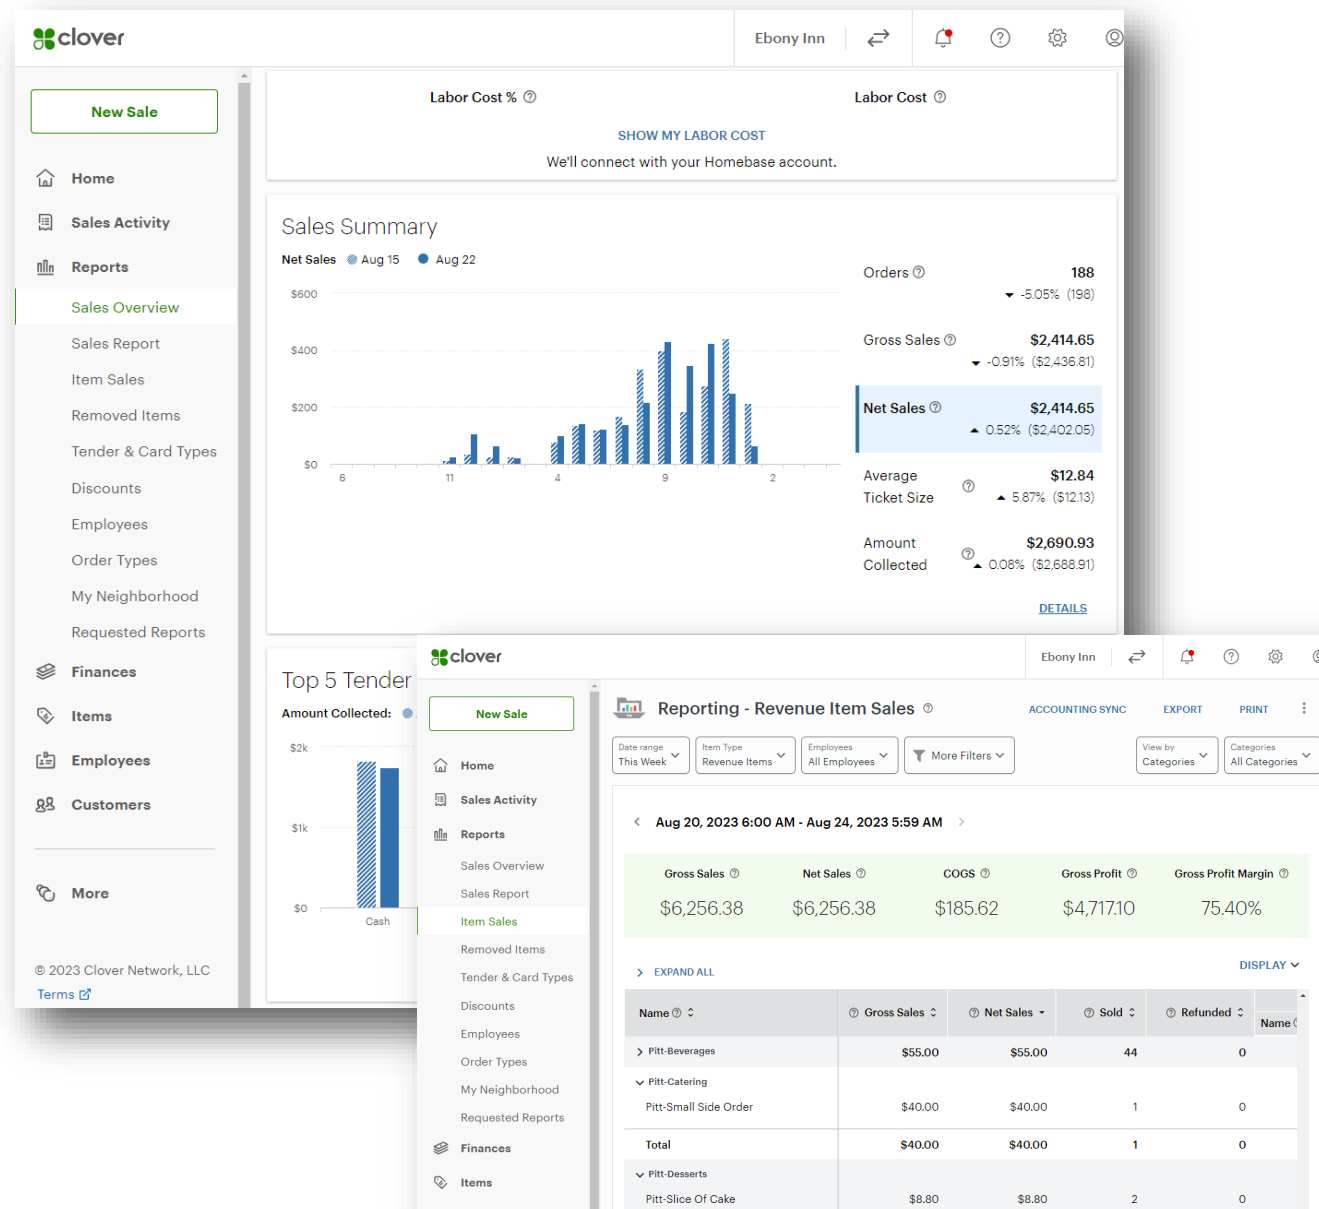 clover
Ebony Inn
New Sale
Home
Sales Activity
Reports
Sales Overview
Sales Report
Item Sales
Removed Items
Tender & Card Types
Discounts
Employees
Order Types
My Neighborhood
Requested Reports
Finances
Items
Employees
Customers
More
© 2023 Clover Network, LLC
Terms
Labor Cost %
Labor Cost
SHOW MY LABOR COST
We'll connect with your Homebase account.
Sales Summary
Net Sales Aug 15 Aug 22
$600
$400
$200
$0
6 11 4 9 2
Orders 188
-5.05% (198)
Gross Sales $2,414.65
-0.91% ($2,436.81)
Net Sales $2,414.65
0.52% ($2,402.05)
Average $12.84
Ticket Size 5.87% ($12.13)
Amount $2,690.93
Collected 0.08% ($2,688.91)
DETAILS
Top 5 Tender
Amount Collected:
$2k
$1k
$0
Cash
clover
Ebony Inn
New Sale
Home
Sales Activity
Reports
Sales Overview
Sales Report
Item Sales
Removed Items
Tender & Card Types
Discounts
Employees
Order Types
My Neighborhood
Requested Reports
Finances
Items
Reporting - Revenue Item Sales
ACCOUNTING SYNC EXPORT PRINT
Date range
This Week
Item Type
Revenue Items
Employees
All Employees
More Filters
View by
Categories
Categories
All Categories
Aug 20, 2023 6:00 AM - Aug 24, 2023 5:59 AM
Gross Sales Net Sales COGS Gross Profit Gross Profit Margin
$6,256.38 $6,256.38 $185.62 $4,717.10 75.40%
EXPAND ALL
DISPLAY
Name Gross Sales Net Sales Sold Refunded Name
Pitt-Beverages $55.00 $55.00 44 0
Pitt-Catering
Pitt-Small Side Order $40.00 $40.00 1 0
Total $40.00 $40.00 1 0
Pitt-Desserts
Pitt-Slice Of Cake $8.80 $8.80 2 0